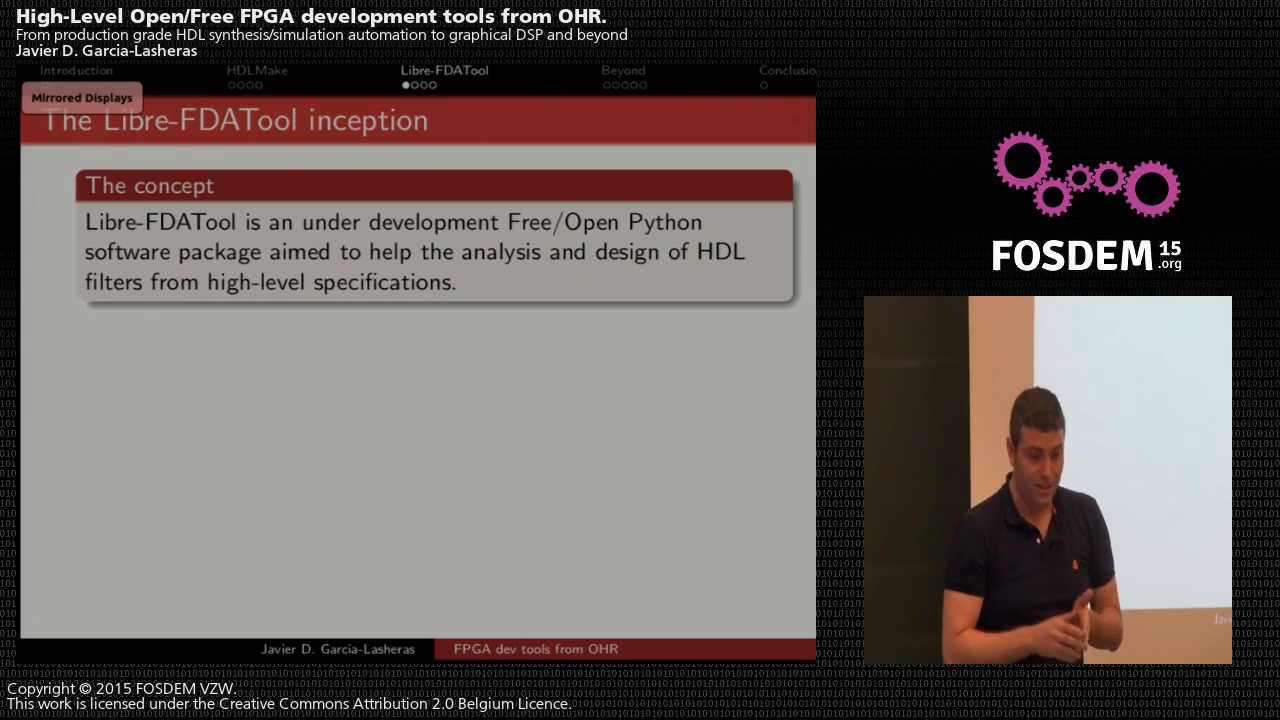 High-Level Open/Free FPGA development tools from OHR.
From production grade HDL synthesis/simulation automation to graphical DSP and beyond
Javier D. Garcia-Lasheras
Introduction HDLMake Libre-FDATool Beyond Conclusio
Mirrored Displays
The Libre-FDATool inception
The concept
Libre-FDATool is an under development Free/Open Python
software package aimed to help the analysis and design of HDL
filters from high-level specifications.
Javier D. Garcia-Lasheras FPGA dev tools from OHR
FOSDEM 15
.org
Javi
Copyright © 2015 FOSDEM VZW.
This work is licensed under the Creative Commons Attribution 2.0 Belgium Licence.